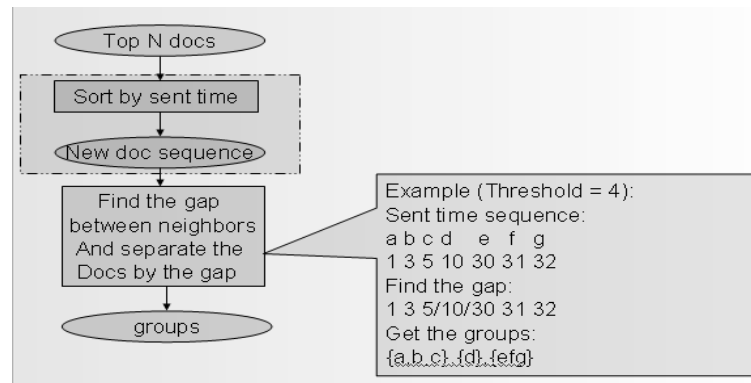 Top N docs
Sort by sent time
New doc sequence
Find the gap
between neighbors
And separate the
Docs by the gap
groups
Example (Threshold = 4):
Sent time sequence:
a b c d e f g
1 3 5 10 30 31 32
Find the gap:
1 3 5/10/30 31 32
Get the groups:
{a,b,c},{d},{efg}